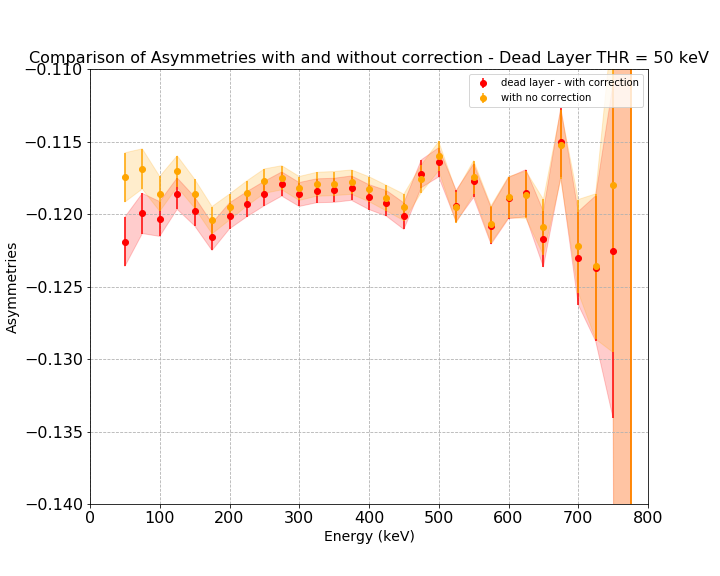 Comparison of Asymmetries with and without correction - Dead Layer THR = 50 keV
dead layer - with correction
with no correction
−0.110
−0.115
−0.120
−0.125
−0.130
−0.135
−0.140
Asymmetries
0 100 200 300 400 500 600 700 800
Energy (keV)